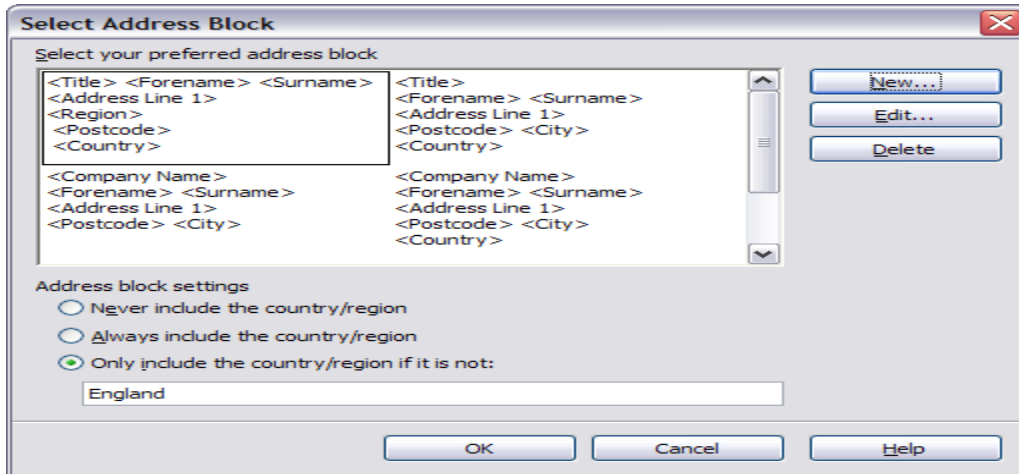 Select Address Block
Select your preferred address block
<Title> <Forename> <Surname>
<Address Line 1>
<Region>
<Postcode>
<Country>
<Title>
<Forename> <Surname>
<Address Line 1>
<Postcode> <City>
<Country>
<Company Name>
<Forename> <Surname>
<Address Line 1>
<Postcode> <City>
<Company Name>
<Forename> <Surname>
<Address Line 1>
<Postcode> <City>
<Country>
New...
Edit...
Delete
Address block settings
Never include the country/region
Always include the country/region
Only include the country/region if it is not:
England
OK
Cancel
Help